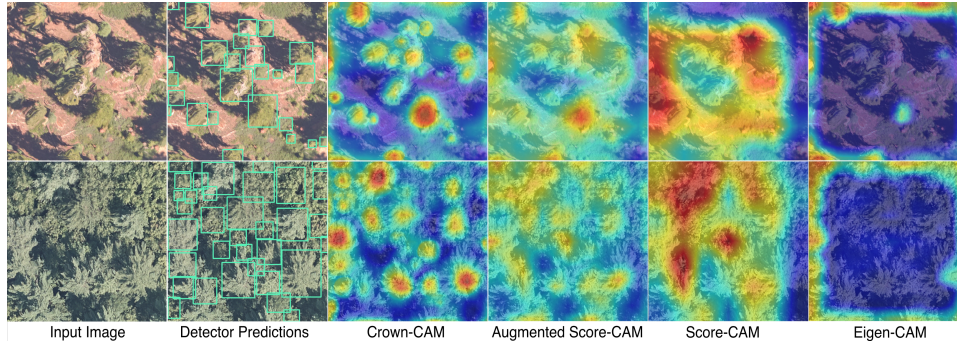 Input Image
Detector Predictions
Crown-CAM
Augmented Score-CAM
Score-CAM
Eigen-CAM